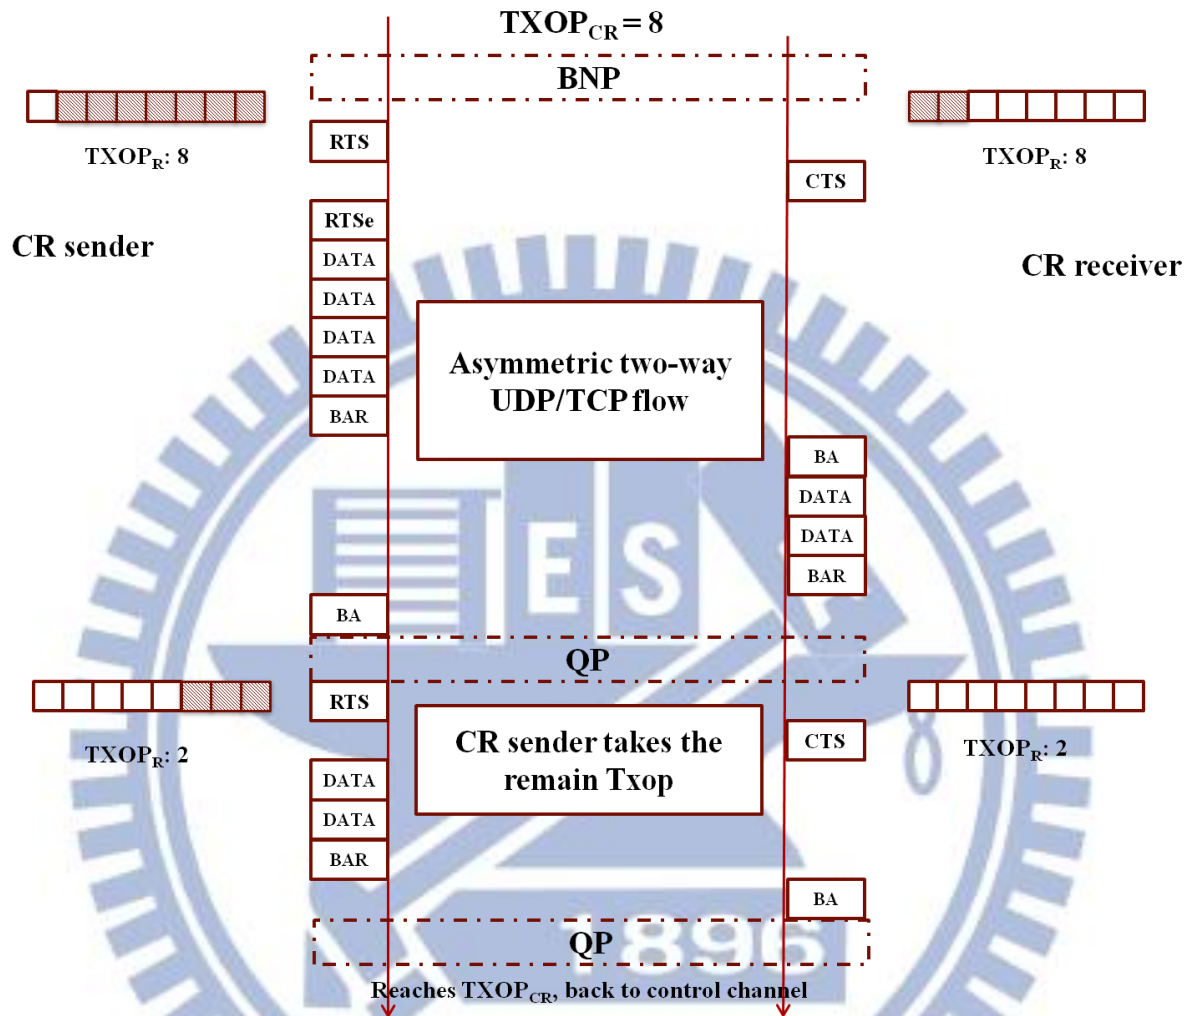 TXOPCR = 8
BNP
TXOPR: 8
RTS
TXOPR: 8
CTS
RTSe
CR sender
DATA
CR receiver
DATA
DATA
DATA
BAR
Asymmetric two-way
UDP/TCP flow
BA
DATA
DATA
BAR
BA
QP
RTS
TXOPR: 2
CR sender takes the
remain Txop
CTS
TXOPR: 2
DATA
DATA
BAR
BA
QP
Reaches TXOPCR, back to control channel
E S
1896